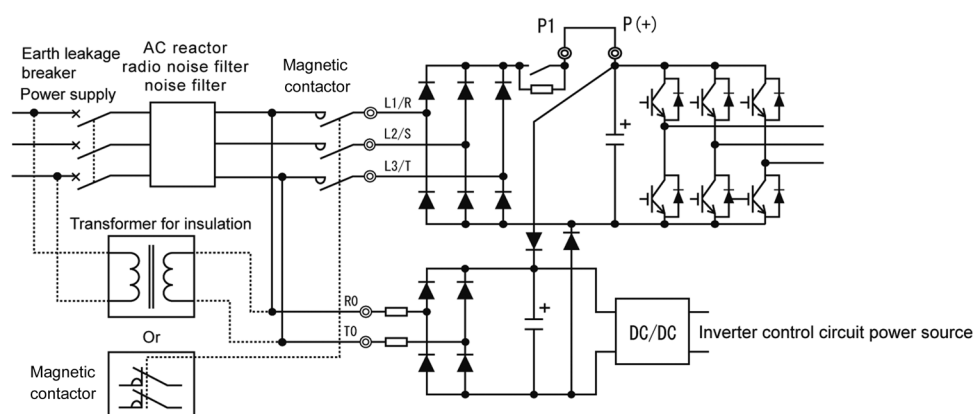 P1
P(+)
Earth leakage
breaker
Power supply
AC reactor
radio noise filter
noise filter
Magnetic
contactor
L1/R
L2/S
L3/T
+
Transformer for insulation
R0
T0
+
DC/DC
Inverter control circuit power source
Or
Magnetic
contactor